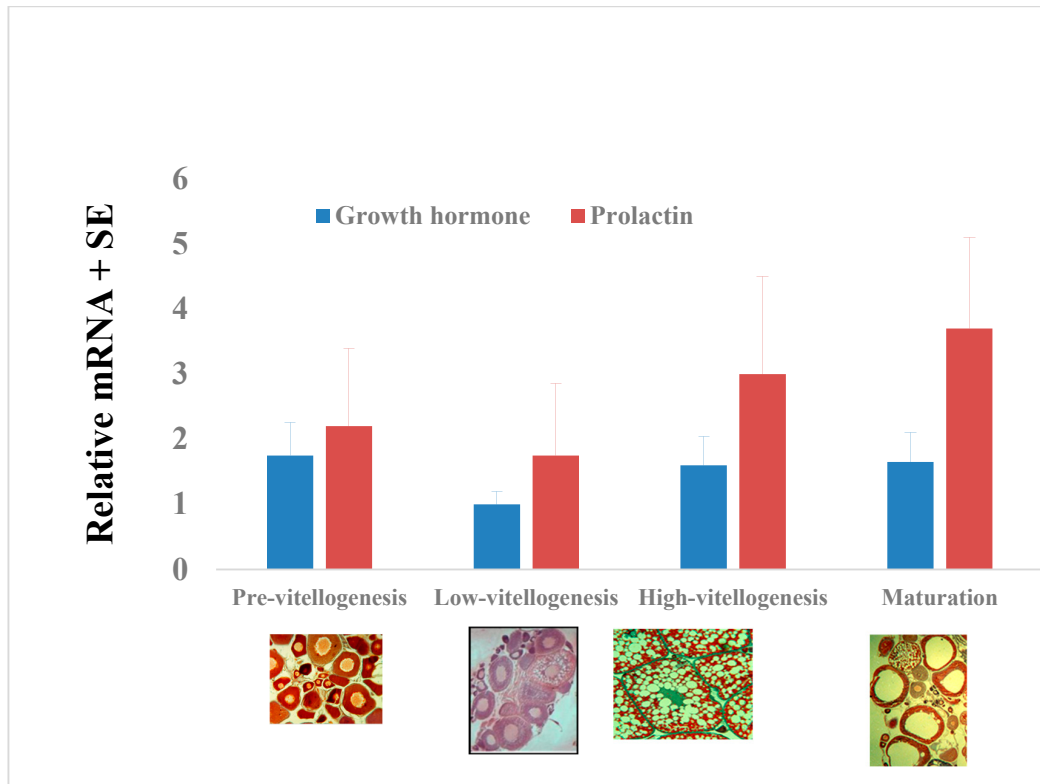 Relative mRNA + SE
6
5
4
3
2
1
0
Growth hormone
Prolactin
Pre-vitellogenesis
Low-vitellogenesis
High-vitellogenesis
Maturation